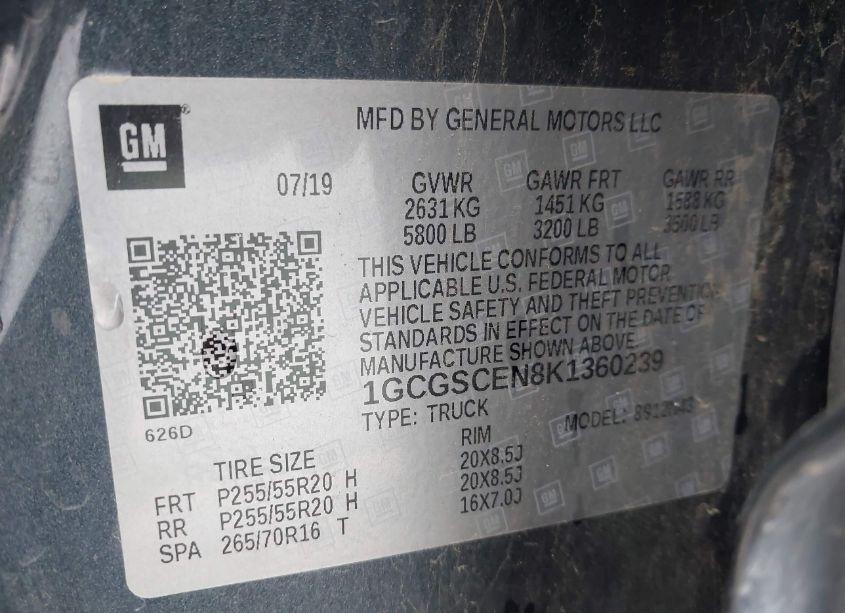 GM ®
MFD BY GENERAL MOTORS LLC
07/19
GVWR GAWR FRT GAWR RR
2631 KG 1451 KG 1588 KG
5800 LB 3200 LB 3500 LB
THIS VEHICLE CONFORMS TO ALL
APPLICABLE U.S. FEDERAL MOTOR
VEHICLE SAFETY AND THEFT PREVENTION
STANDARDS IN EFFECT ON THE DATE OF
MANUFACTURE SHOWN ABOVE.
1GCGSCEN8K1360239
TYPE: TRUCK MODEL:
626D
TIRE SIZE RIM
FRT P255/55R20 H 20X8.5J
RR P255/55R20 H 20X8.5J
SPA 265/70R16 T 16X7.0J